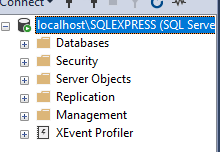 Connect
localhost\SQLEXPRESS (SQL Serve
Databases
Security
Server Objects
Replication
Management
XEvent Profiler